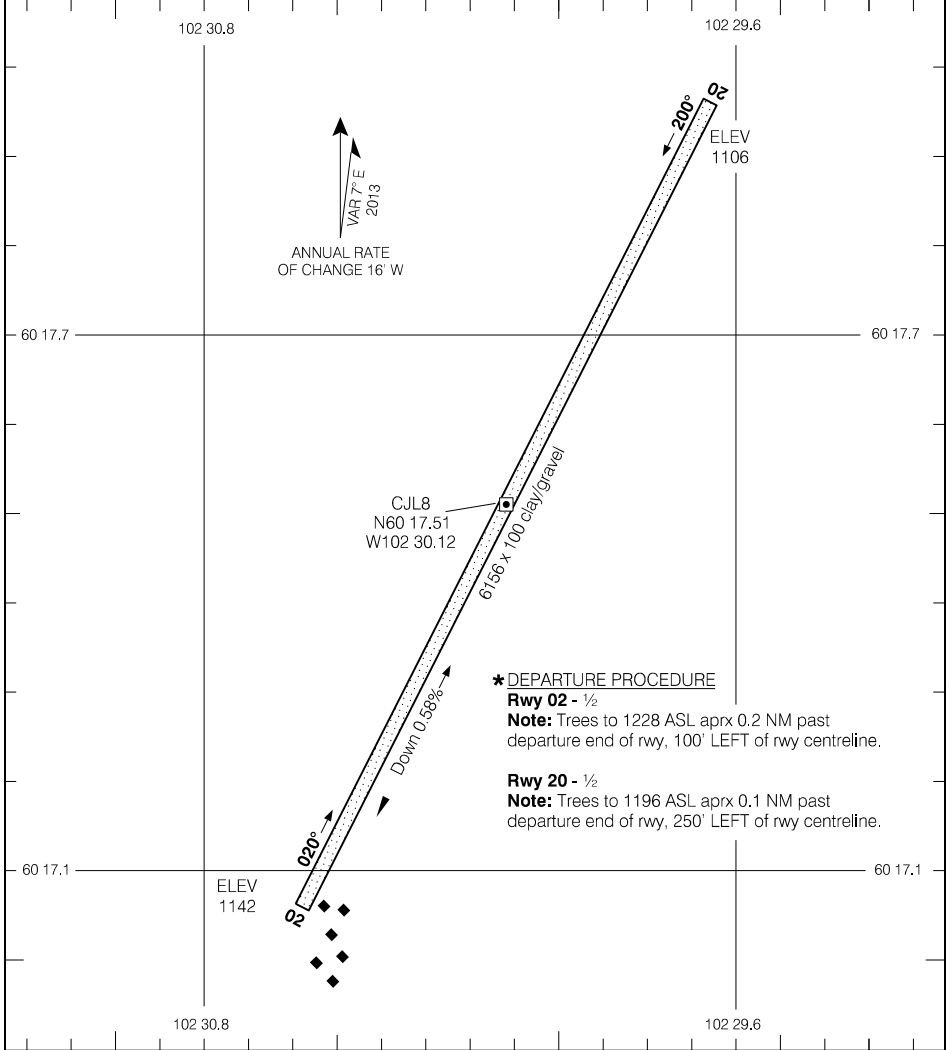 102 30.8
102 29.6
20
200°
ELEV
1106
VAR 7° E
2013
ANNUAL RATE
OF CHANGE 16' W
60 17.7
60 17.7
CJL8
N60 17.51
W102 30.12
6156 x 100 clay/gravel
Down 0.58%
* DEPARTURE PROCEDURE
Rwy 02 - ½
Note: Trees to 1228 ASL aprx 0.2 NM past
departure end of rwy, 100' LEFT of rwy centreline.
Rwy 20 - ½
Note: Trees to 1196 ASL aprx 0.1 NM past
departure end of rwy, 250' LEFT of rwy centreline.
020°
60 17.1
60 17.1
ELEV
1142
02
102 30.8
102 29.6